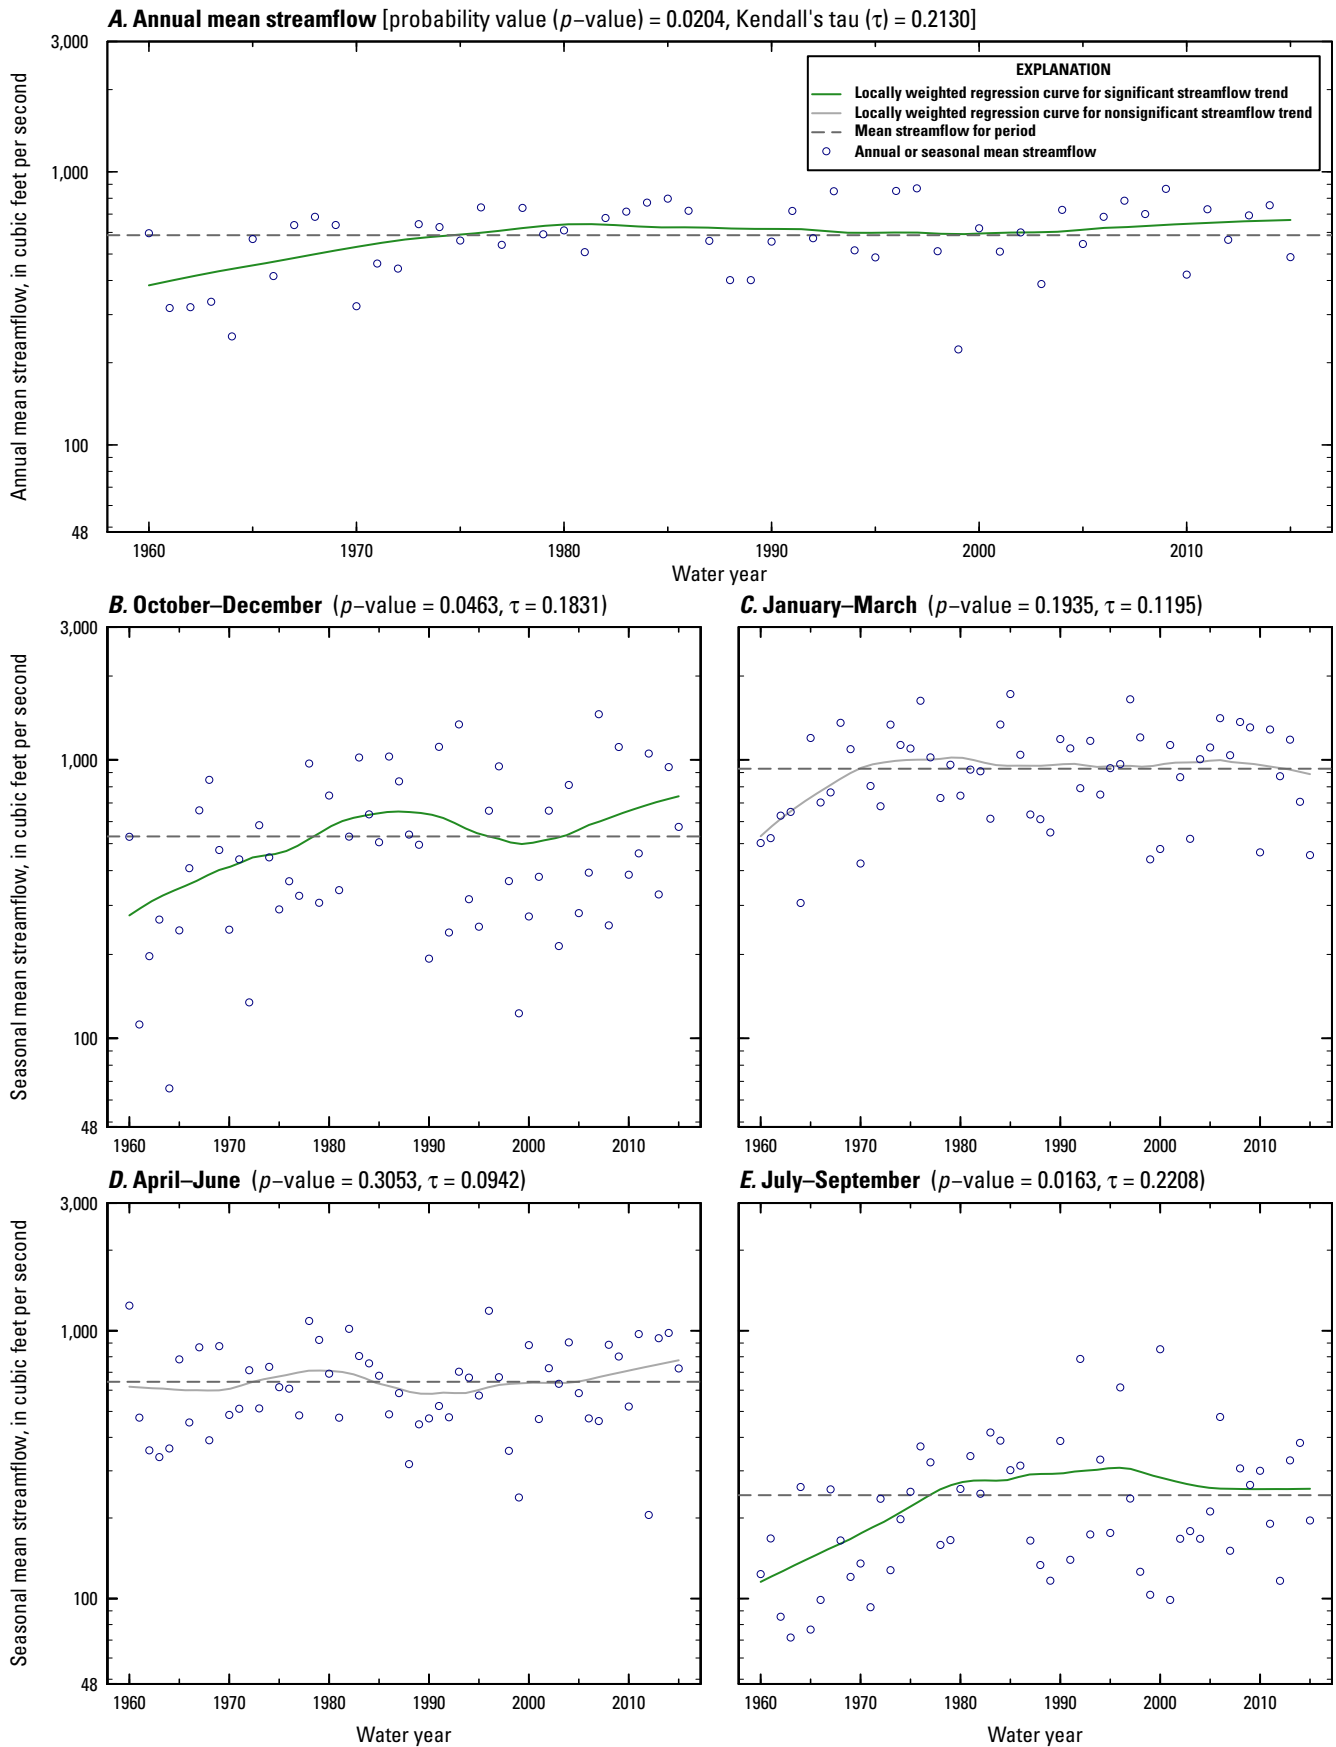 A. Annual mean streamflow [probability value (p−value) = 0.0204, Kendall's tau (τ) = 0.2130]
3,000
1,000
100
48
Annual mean streamflow, in cubic feet per second
EXPLANATION
Locally weighted regression curve for significant streamflow trend
Locally weighted regression curve for nonsignificant streamflow trend
Mean streamflow for period
Annual or seasonal mean streamflow
1960 1970 1980 1990 2000 2010
Water year
B. October–December (p−value = 0.0463, τ = 0.1831)
3,000
1,000
100
48
Seasonal mean streamflow, in cubic feet per second
1960 1970 1980 1990 2000 2010
C. January–March (p−value = 0.1935, τ = 0.1195)
1960 1970 1980 1990 2000 2010
D. April–June (p−value = 0.3053, τ = 0.0942)
3,000
1,000
100
48
Seasonal mean streamflow, in cubic feet per second
1960 1970 1980 1990 2000 2010
Water year
E. July–September (p−value = 0.0163, τ = 0.2208)
1960 1970 1980 1990 2000 2010
Water year